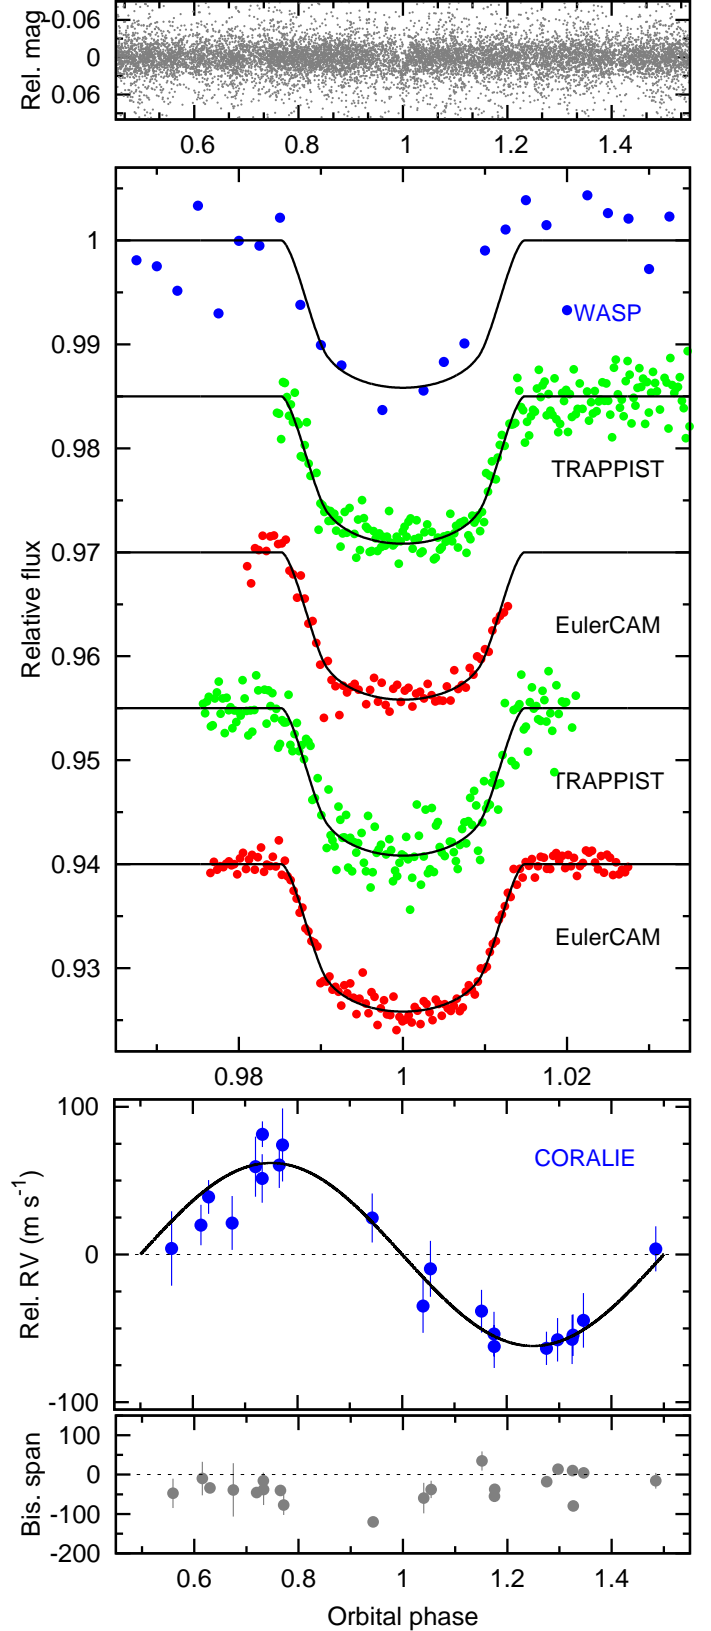 -0.06
0
0.06
Rel. mag
0.6 0.8 1 1.2 1.4
1
0.99
0.98
0.97
0.96
0.95
0.94
0.93
Relative flux
WASP
TRAPPIST
EulerCAM
TRAPPIST
EulerCAM
0.98 1 1.02
100
0
-100
Rel. RV (m s-1)
CORALIE
100
0
-100
-200
Bis. span
0.6 0.8 1 1.2 1.4
Orbital phase